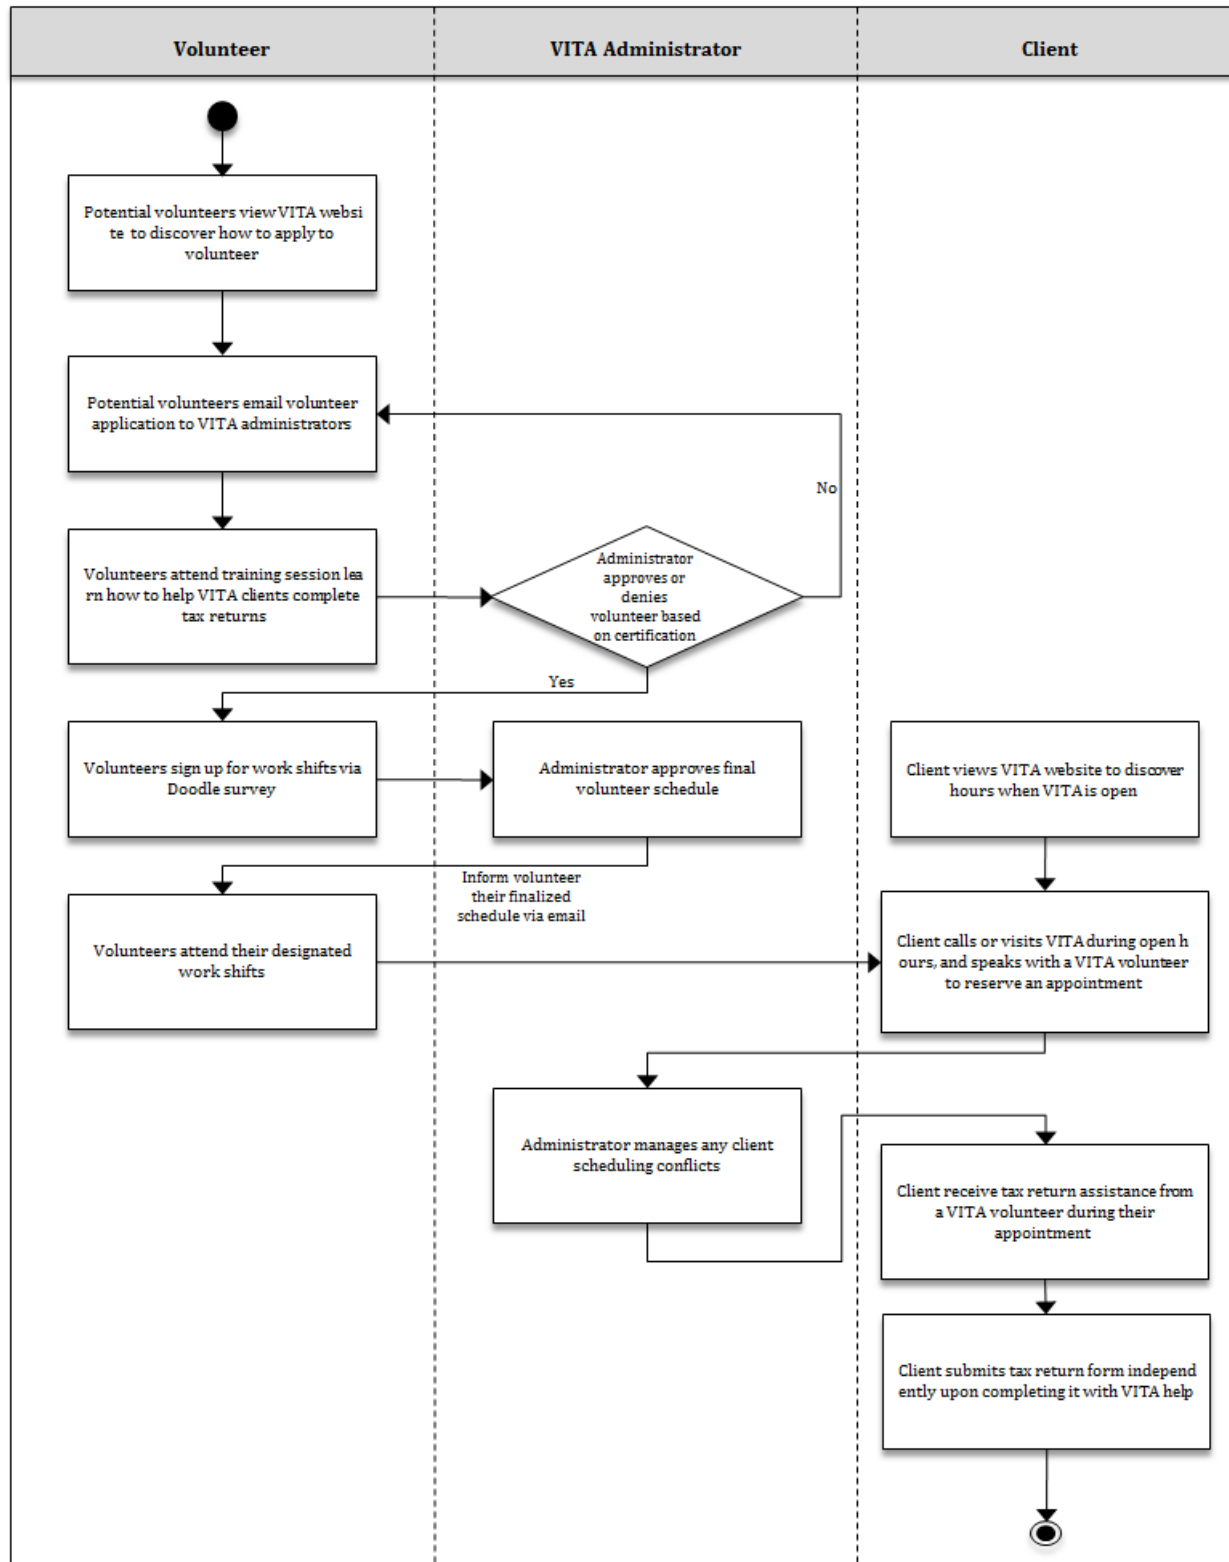 Volunteer
VITA Administrator
Client
Potential volunteers view VITA websi
te to discover how to apply to
volunteer
Potential volunteers email volunteer
application to VITA administrators
No
Volunteers attend training session lea
rn how to help VITA clients complete
tax returns
Administrator
approves or
denies
volunteer based
on certification
Yes
Volunteers sign up for work shifts via
Doodle survey
Administrator approves final
volunteer schedule
Client views VITA website to discover
hours when VITA is open
Inform volunteer
their finalized
schedule via email
Volunteers attend their designated
work shifts
Client calls or visits VITA during open h
ours, and speaks with a VITA volunteer
to reserve an appointment
Administrator manages any client
scheduling conflicts
Client receive tax return assistance from
a VITA volunteer during their
appointment
Client submits tax return form independ
ently upon completing it with VITA help